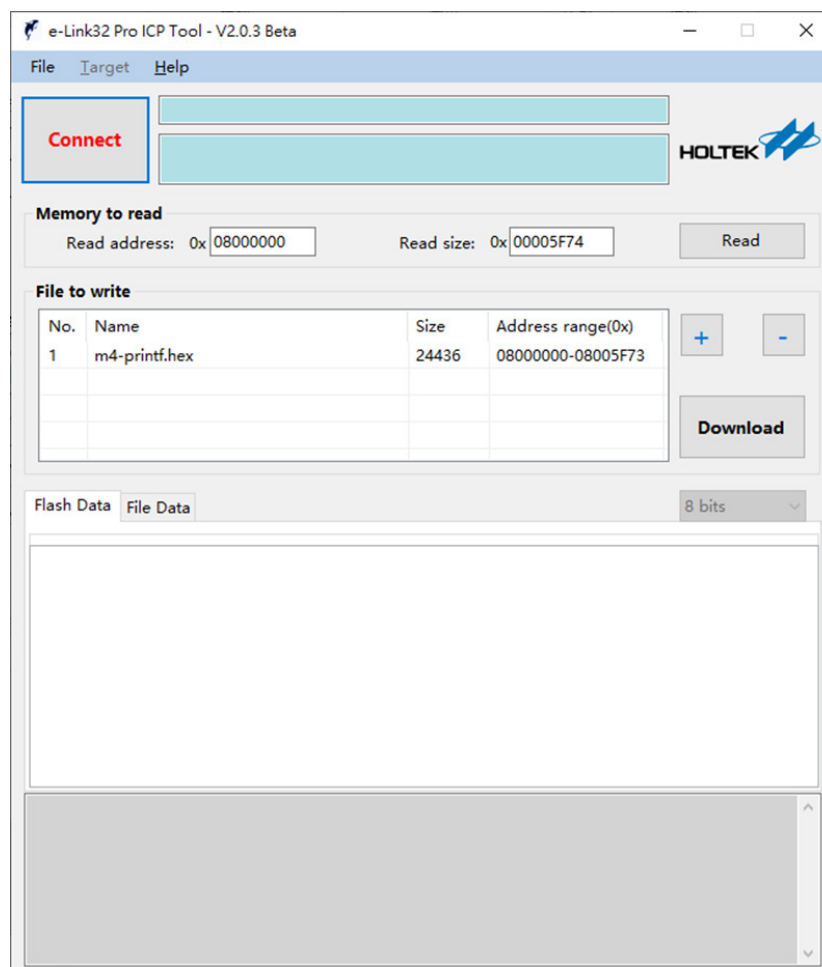 e-Link32 Pro ICP Tool - V2.0.3 Beta
File Target Help
Connect
HOLTEK
Memory to read
Read address: 0x 08000000 Read size: 0x 00005F74 Read
File to write
No. Name Size Address range(0x)
1 m4-printf.hex 24436 08000000-08005F73
+ -
Download
Flash Data File Data 8 bits